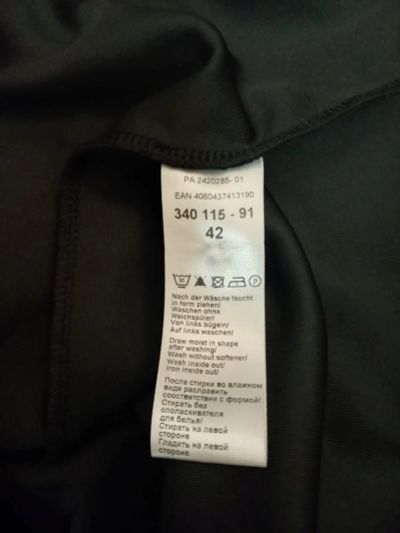 PA 2420285- 01
EAN 4060437413190
340 115 - 91
42
30
P
Nach der Wäsche feucht
in form ziehen/
Waschen ohne
Weichspüler/
Von links bügeln/
Auf links waschen/
Draw moist in shape
after washing/
Wash without softener/
Wash inside out/
Iron inside out/
После стирки во влажном
виде расправить
в соответствии с формой/
Стирать без
ополаскивателя
для белья/
Стирать на левой
стороне
Гладить на левой
стороне